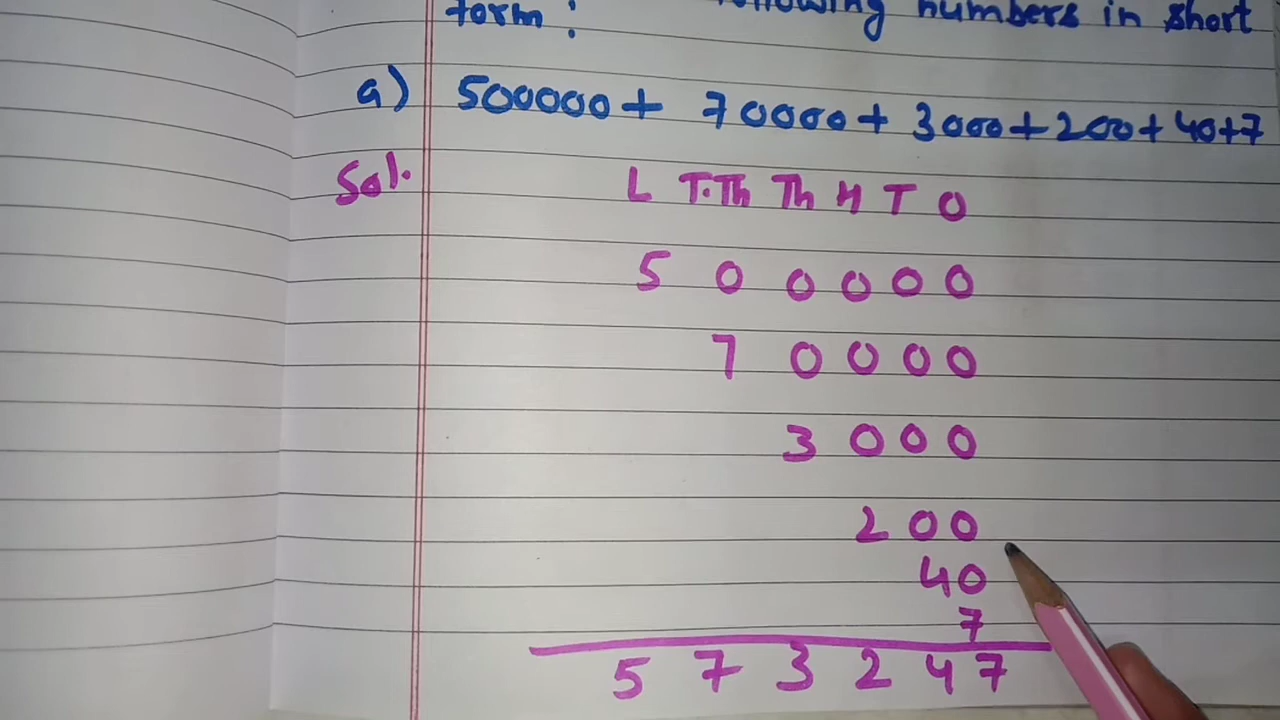 following numbers in short
form:
a) 500000 + 70000 + 3000 + 200 + 40 + 7
Sol. L T.Th Th H T O
5 0 0 0 0 0
7 0 0 0 0
3 0 0 0
2 0 0
4 0
7
5 7 3 2 4 7